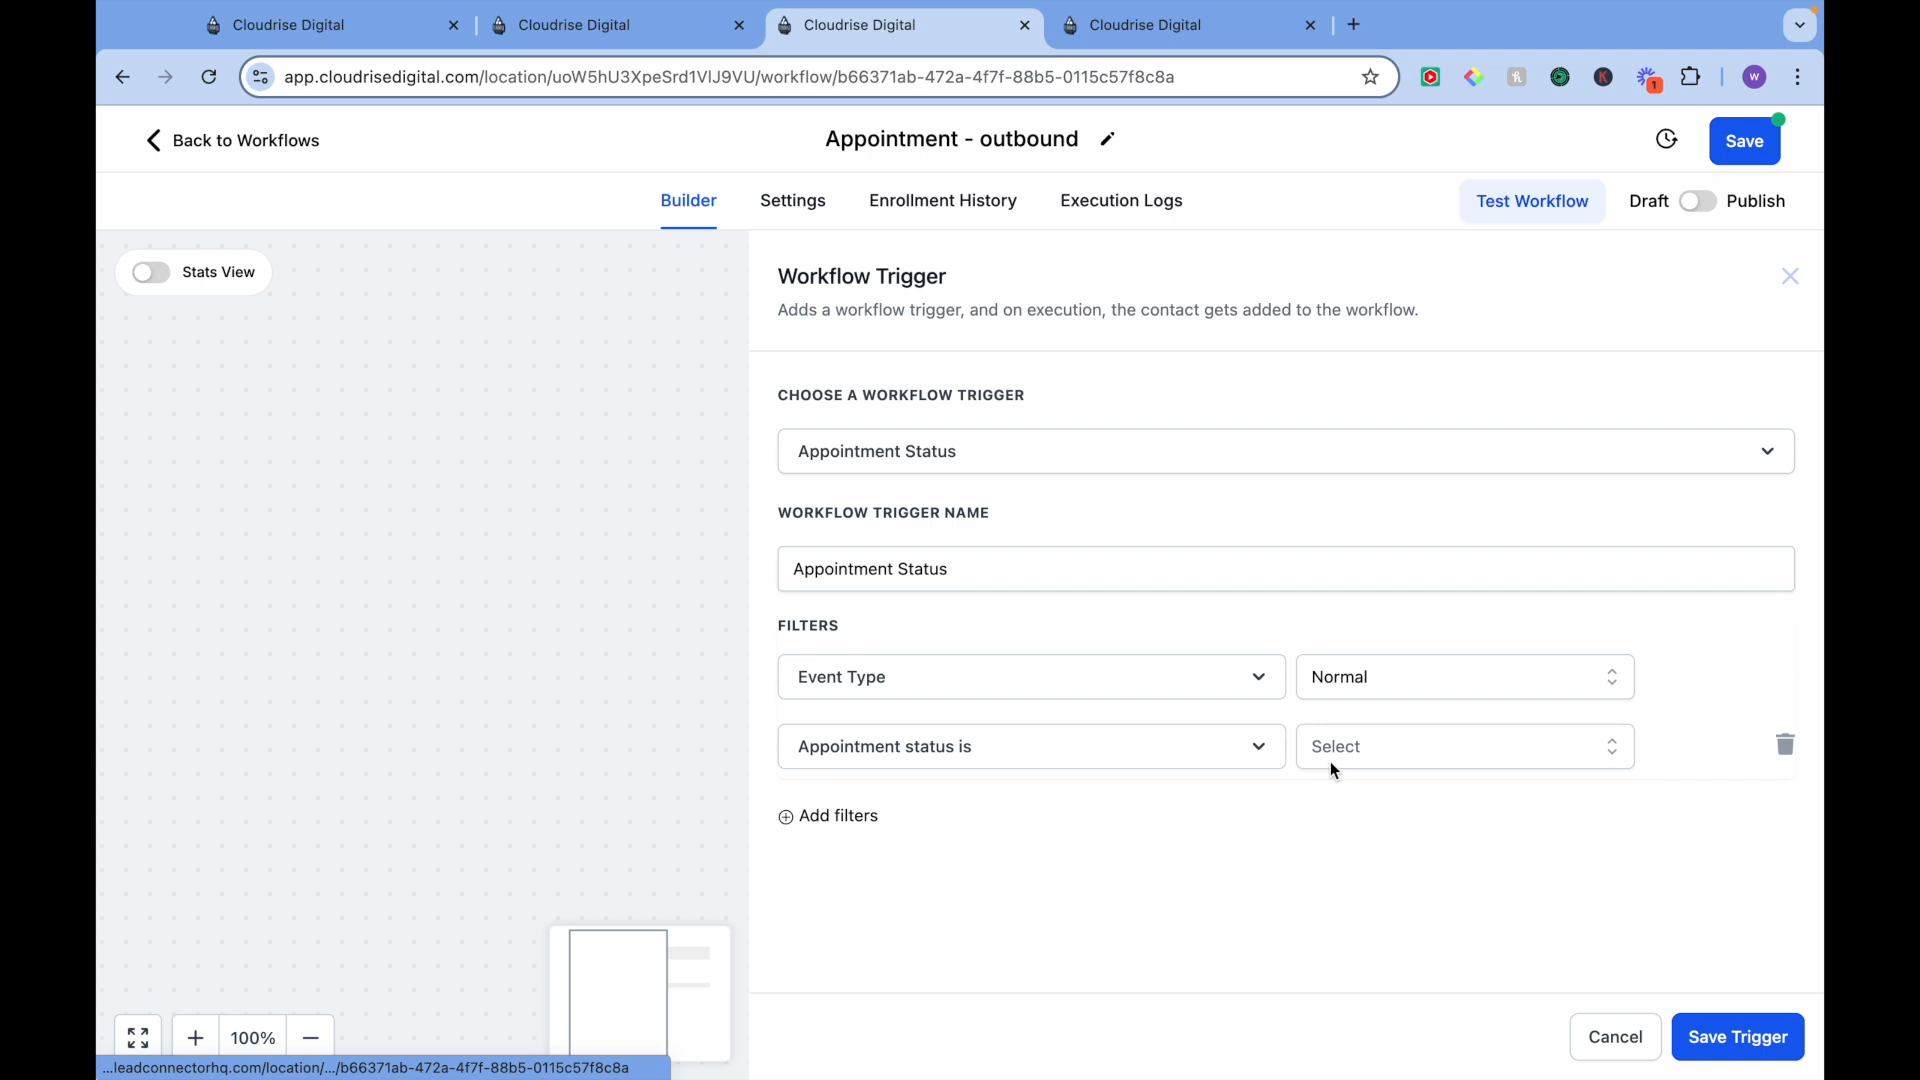 Cloudrise Digital
Cloudrise Digital
Cloudrise Digital
Cloudrise Digital
app.cloudrisedigital.com/location/uoW5hU3XpeSrd1VlJ9VU/workflow/b66371ab-472a-4f7f-88b5-0115c57f8c8a
K
1
W
Back to Workflows
Appointment - outbound
Save
Builder
Settings
Enrollment History
Execution Logs
Test Workflow
Draft
Publish
Stats View
Workflow Trigger
Adds a workflow trigger, and on execution, the contact gets added to the workflow.
CHOOSE A WORKFLOW TRIGGER
Appointment Status
WORKFLOW TRIGGER NAME
Appointment Status
FILTERS
Event Type
Normal
Appointment status is
Select
Add filters
100%
Cancel
Save Trigger
...leadconnectorhq.com/location/.../b66371ab-472a-4f7f-88b5-0115c57f8c8a